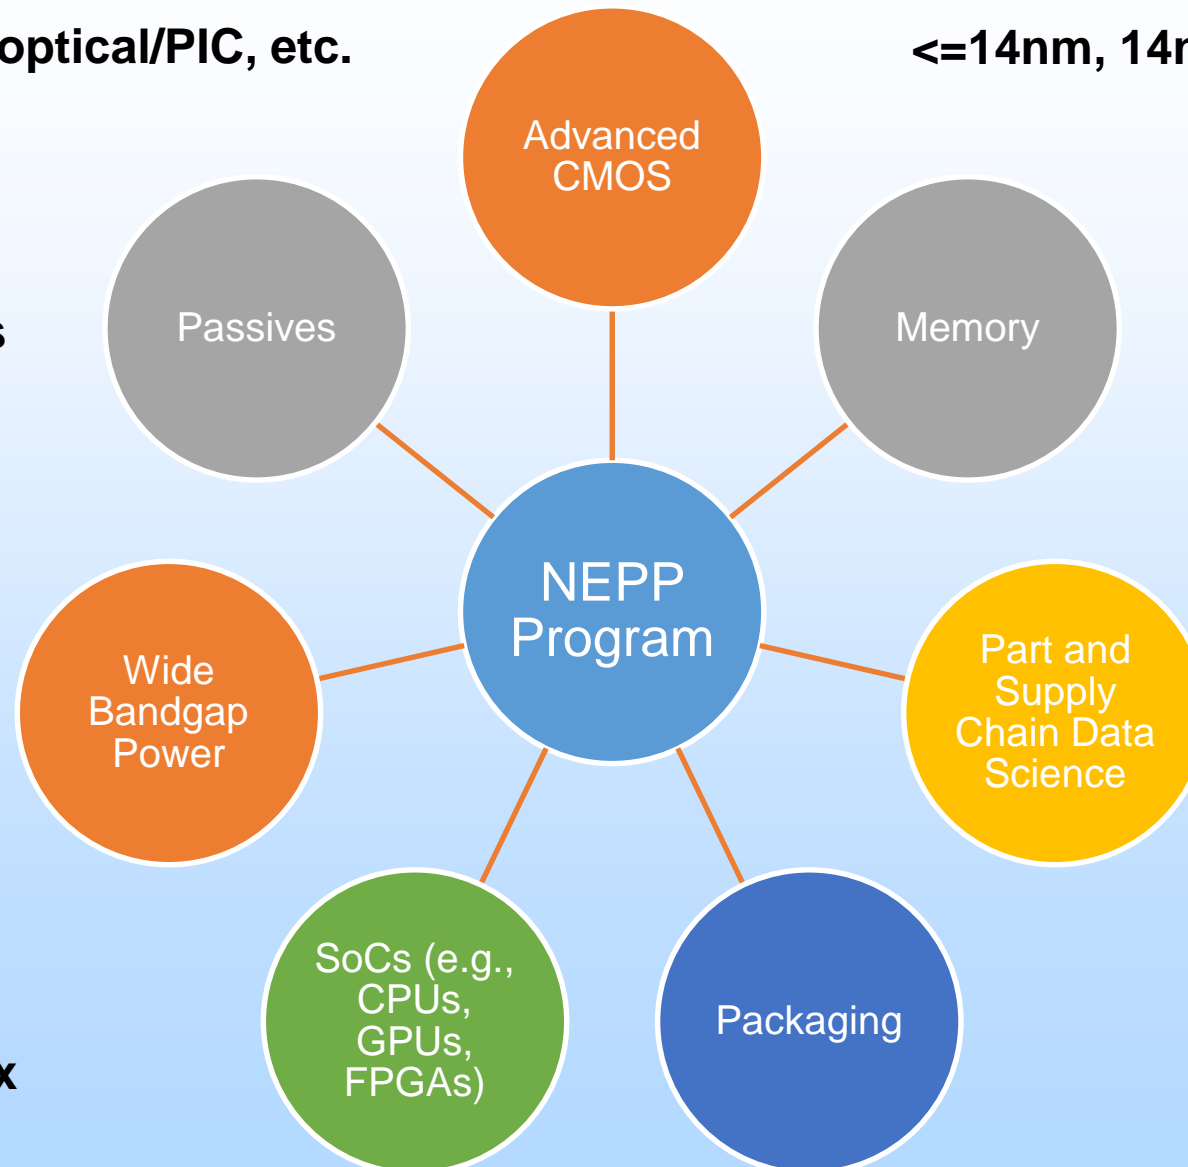 optical/PIC, etc.
<=14nm, 14n
Advanced
CMOS
Passives
Memory
s
NEPP
Program
Wide
Bandgap
Power
Part and
Supply
Chain Data
Science
SoCs (e.g.,
CPUs,
GPUs,
FPGAs)
Packaging
x